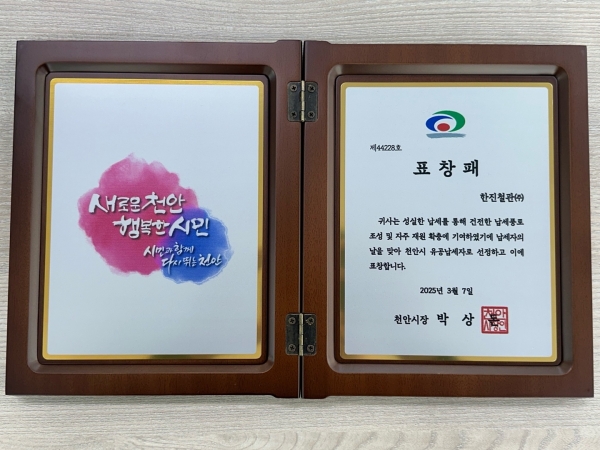 새로운 천안
행복한 시민
시민과 함께
다시 뛰는 천안
제44228호
표창패
한진철관㈜
귀사는 성실한 납세를 통해 건전한 납세풍토
조성 및 자주 재원 확충에 기여하였기에 납세자의
날을 맞아 천안시 유공납세자로 선정하고 이에
표창합니다.
2025년 3월 7일
천안시장 박 상 돈